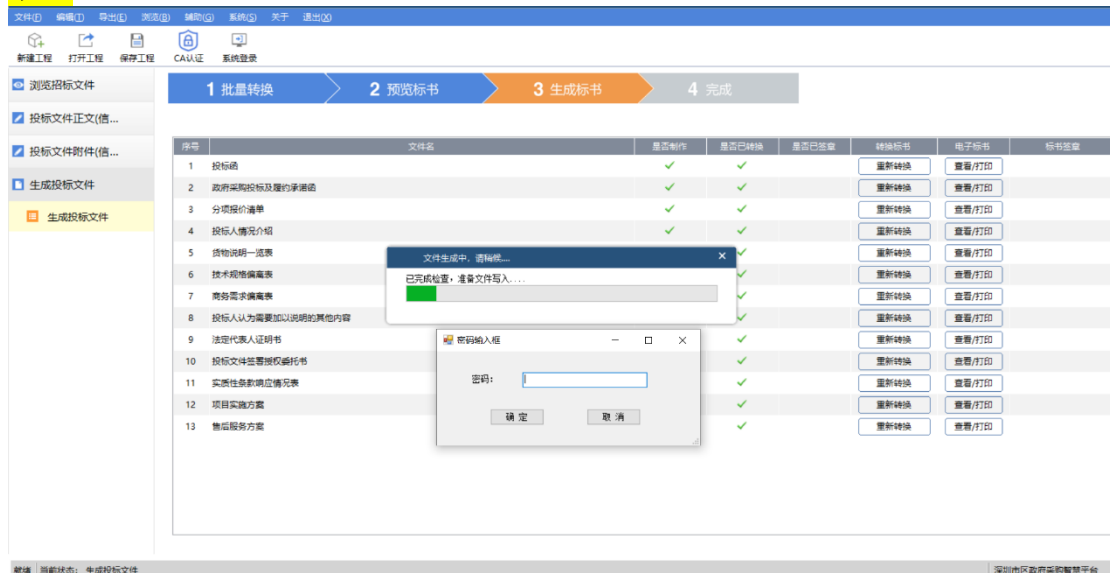 文件(F) 编辑(I) 导出(E) 浏览(B) 辅助(G) 系统(S) 关于 退出(X)
新建工程 打开工程 保存工程 CA认证 系统登录
浏览招标文件
投标文件正文(信...
投标文件附件(信...
生成投标文件
生成投标文件
1 批量转换 2 预览标书 3 生成标书 4 完成
序号 文件名 是否制作 是否已转换 是否已签章 转换标书 电子标书 标书签章
1 投标函 重新转换 查看/打印
2 政府采购投标及履约承诺函 重新转换 查看/打印
3 分项报价清单 重新转换 查看/打印
4 投标人情况介绍 重新转换 查看/打印
5 货物说明一览表 重新转换 查看/打印
6 技术规格偏离表 重新转换 查看/打印
7 商务需求偏离表 重新转换 查看/打印
8 投标人认为需要加以说明的其他内容 重新转换 查看/打印
9 法定代表人证明书 重新转换 查看/打印
10 投标文件签署授权委托书 重新转换 查看/打印
11 实质性条款响应情况表 重新转换 查看/打印
12 项目实施方案 重新转换 查看/打印
13 售后服务方案 重新转换 查看/打印
文件生成中，请稍候....
已完成检查，准备文件写入....
密码输入框
密码：
确 定 取 消
就绪 当前状态： 生成投标文件 深圳市区政府采购智慧平台